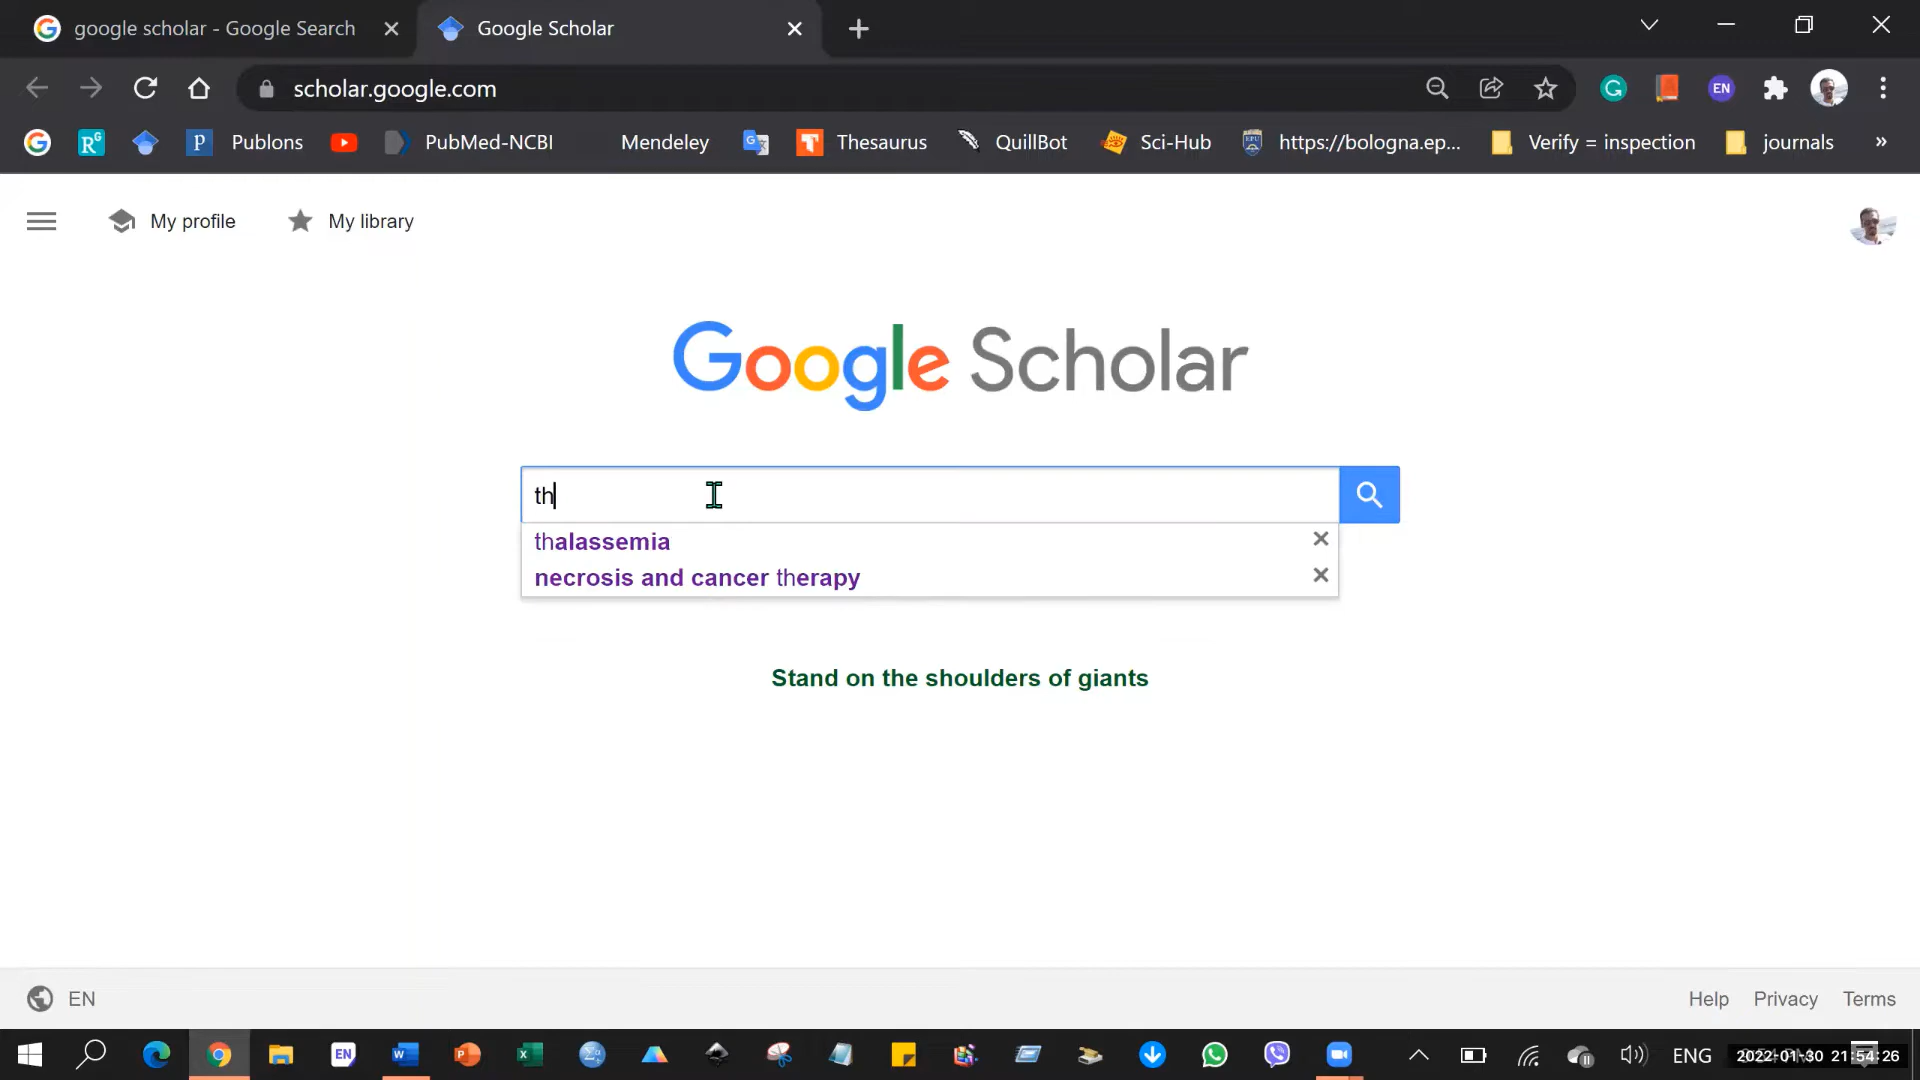 google scholar - Google Search
Google Scholar
scholar.google.com
EN
Publons
PubMed-NCBI
Mendeley
Thesaurus
QuillBot
Sci-Hub
https://bologna.ep...
Verify = inspection
journals
»
My profile
My library
Google Scholar
th
thalassemia
necrosis and cancer therapy
Stand on the shoulders of giants
EN
Help
Privacy
Terms
EN
ENG
2022-01-30 21:54:26